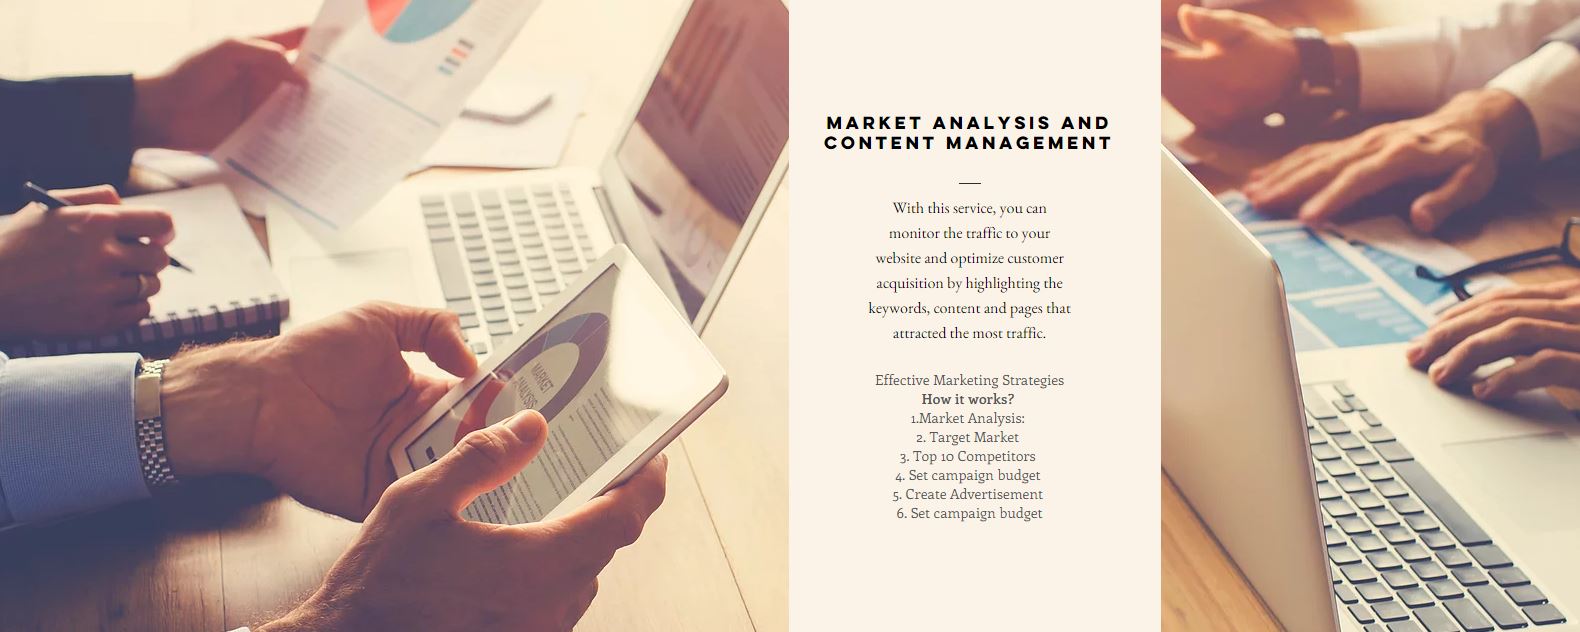 MARKET ANALYSIS AND
CONTENT MANAGEMENT
With this service, you can
monitor the traffic to your
website and optimize customer
acquisition by highlighting the
keywords, content and pages that
attracted the most traffic.
Effective Marketing Strategies
How it works?
1.Market Analysis:
2. Target Market
3. Top 10 Competitors
4. Set campaign budget
5. Create Advertisement
6. Set campaign budget
MARKET
ANALYSIS